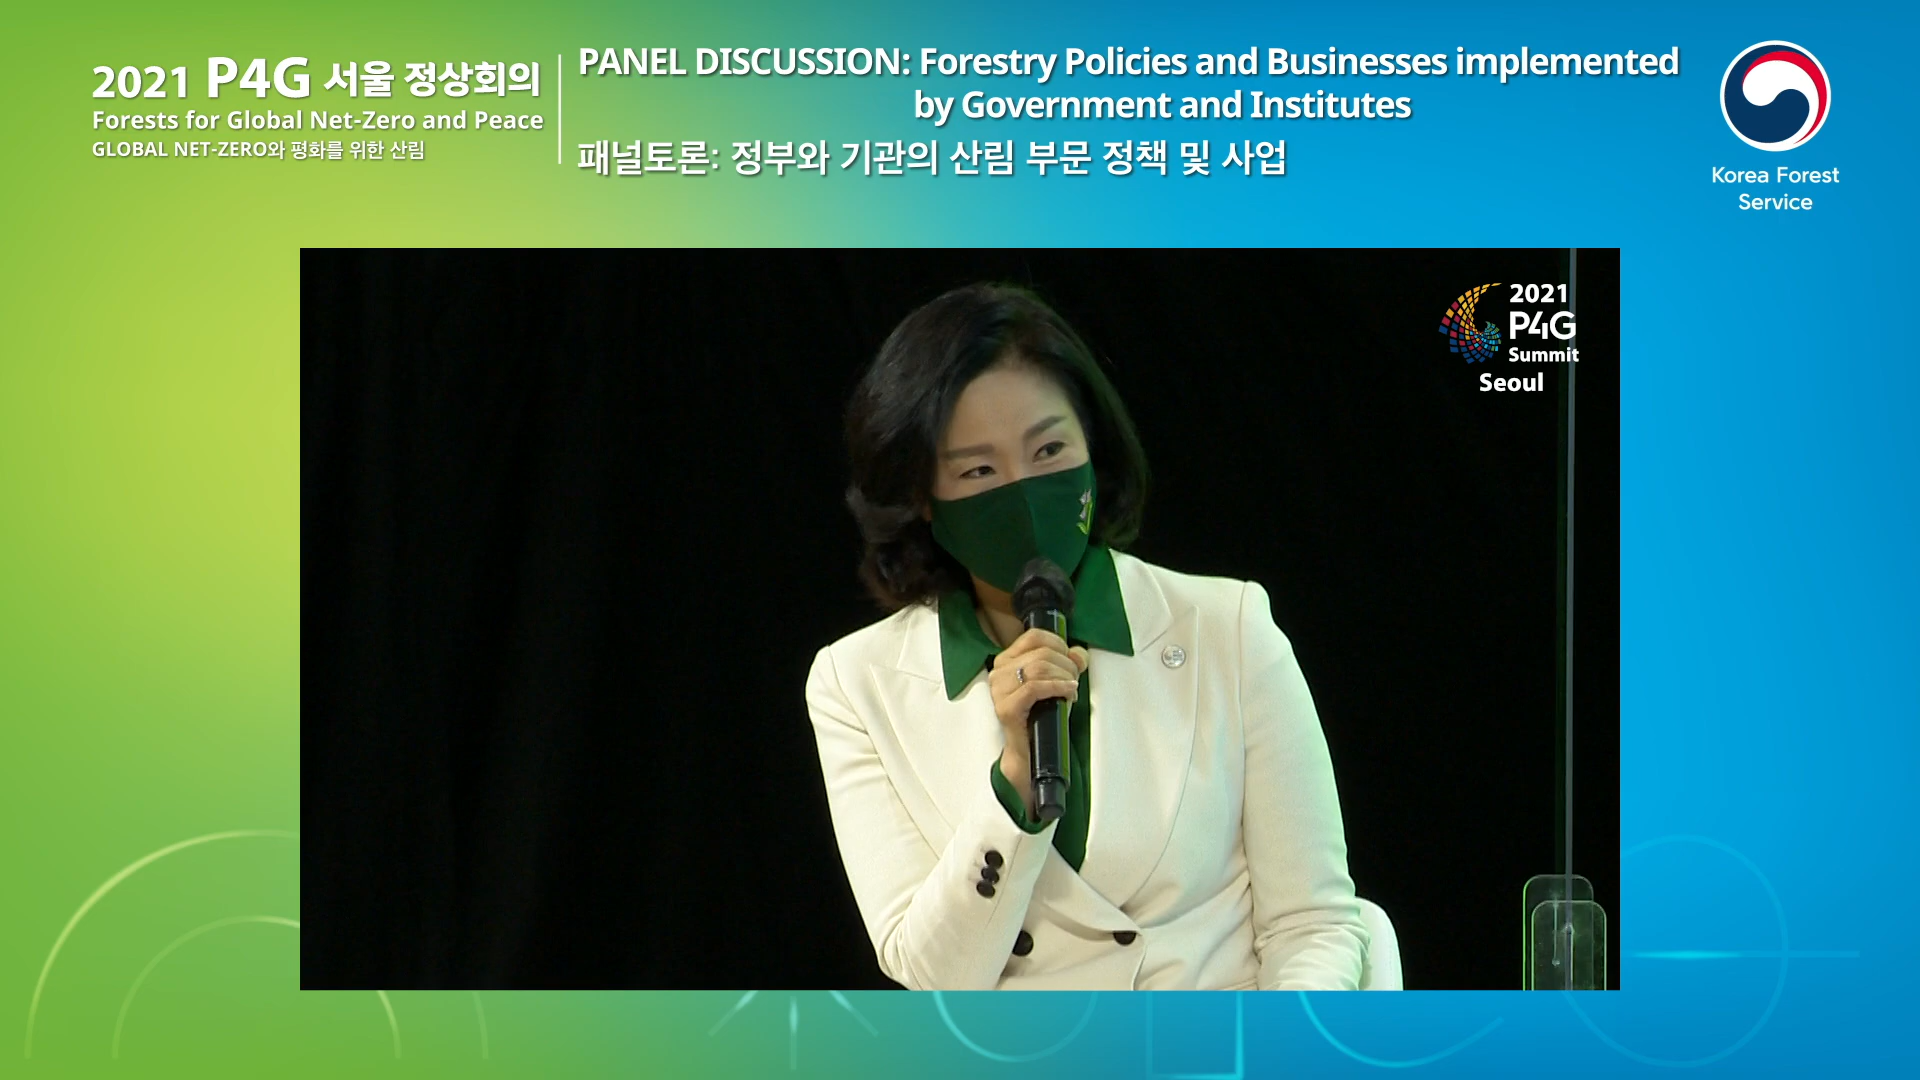 2021 P4G 서울 정상회의
Forests for Global Net-Zero and Peace
GLOBAL NET-ZERO와 평화를 위한 산림
PANEL DISCUSSION: Forestry Policies and Businesses implemented
by Government and Institutes
패널토론: 정부와 기관의 산림 부문 정책 및 사업
Korea Forest
Service
2021
P4G
Summit
Seoul